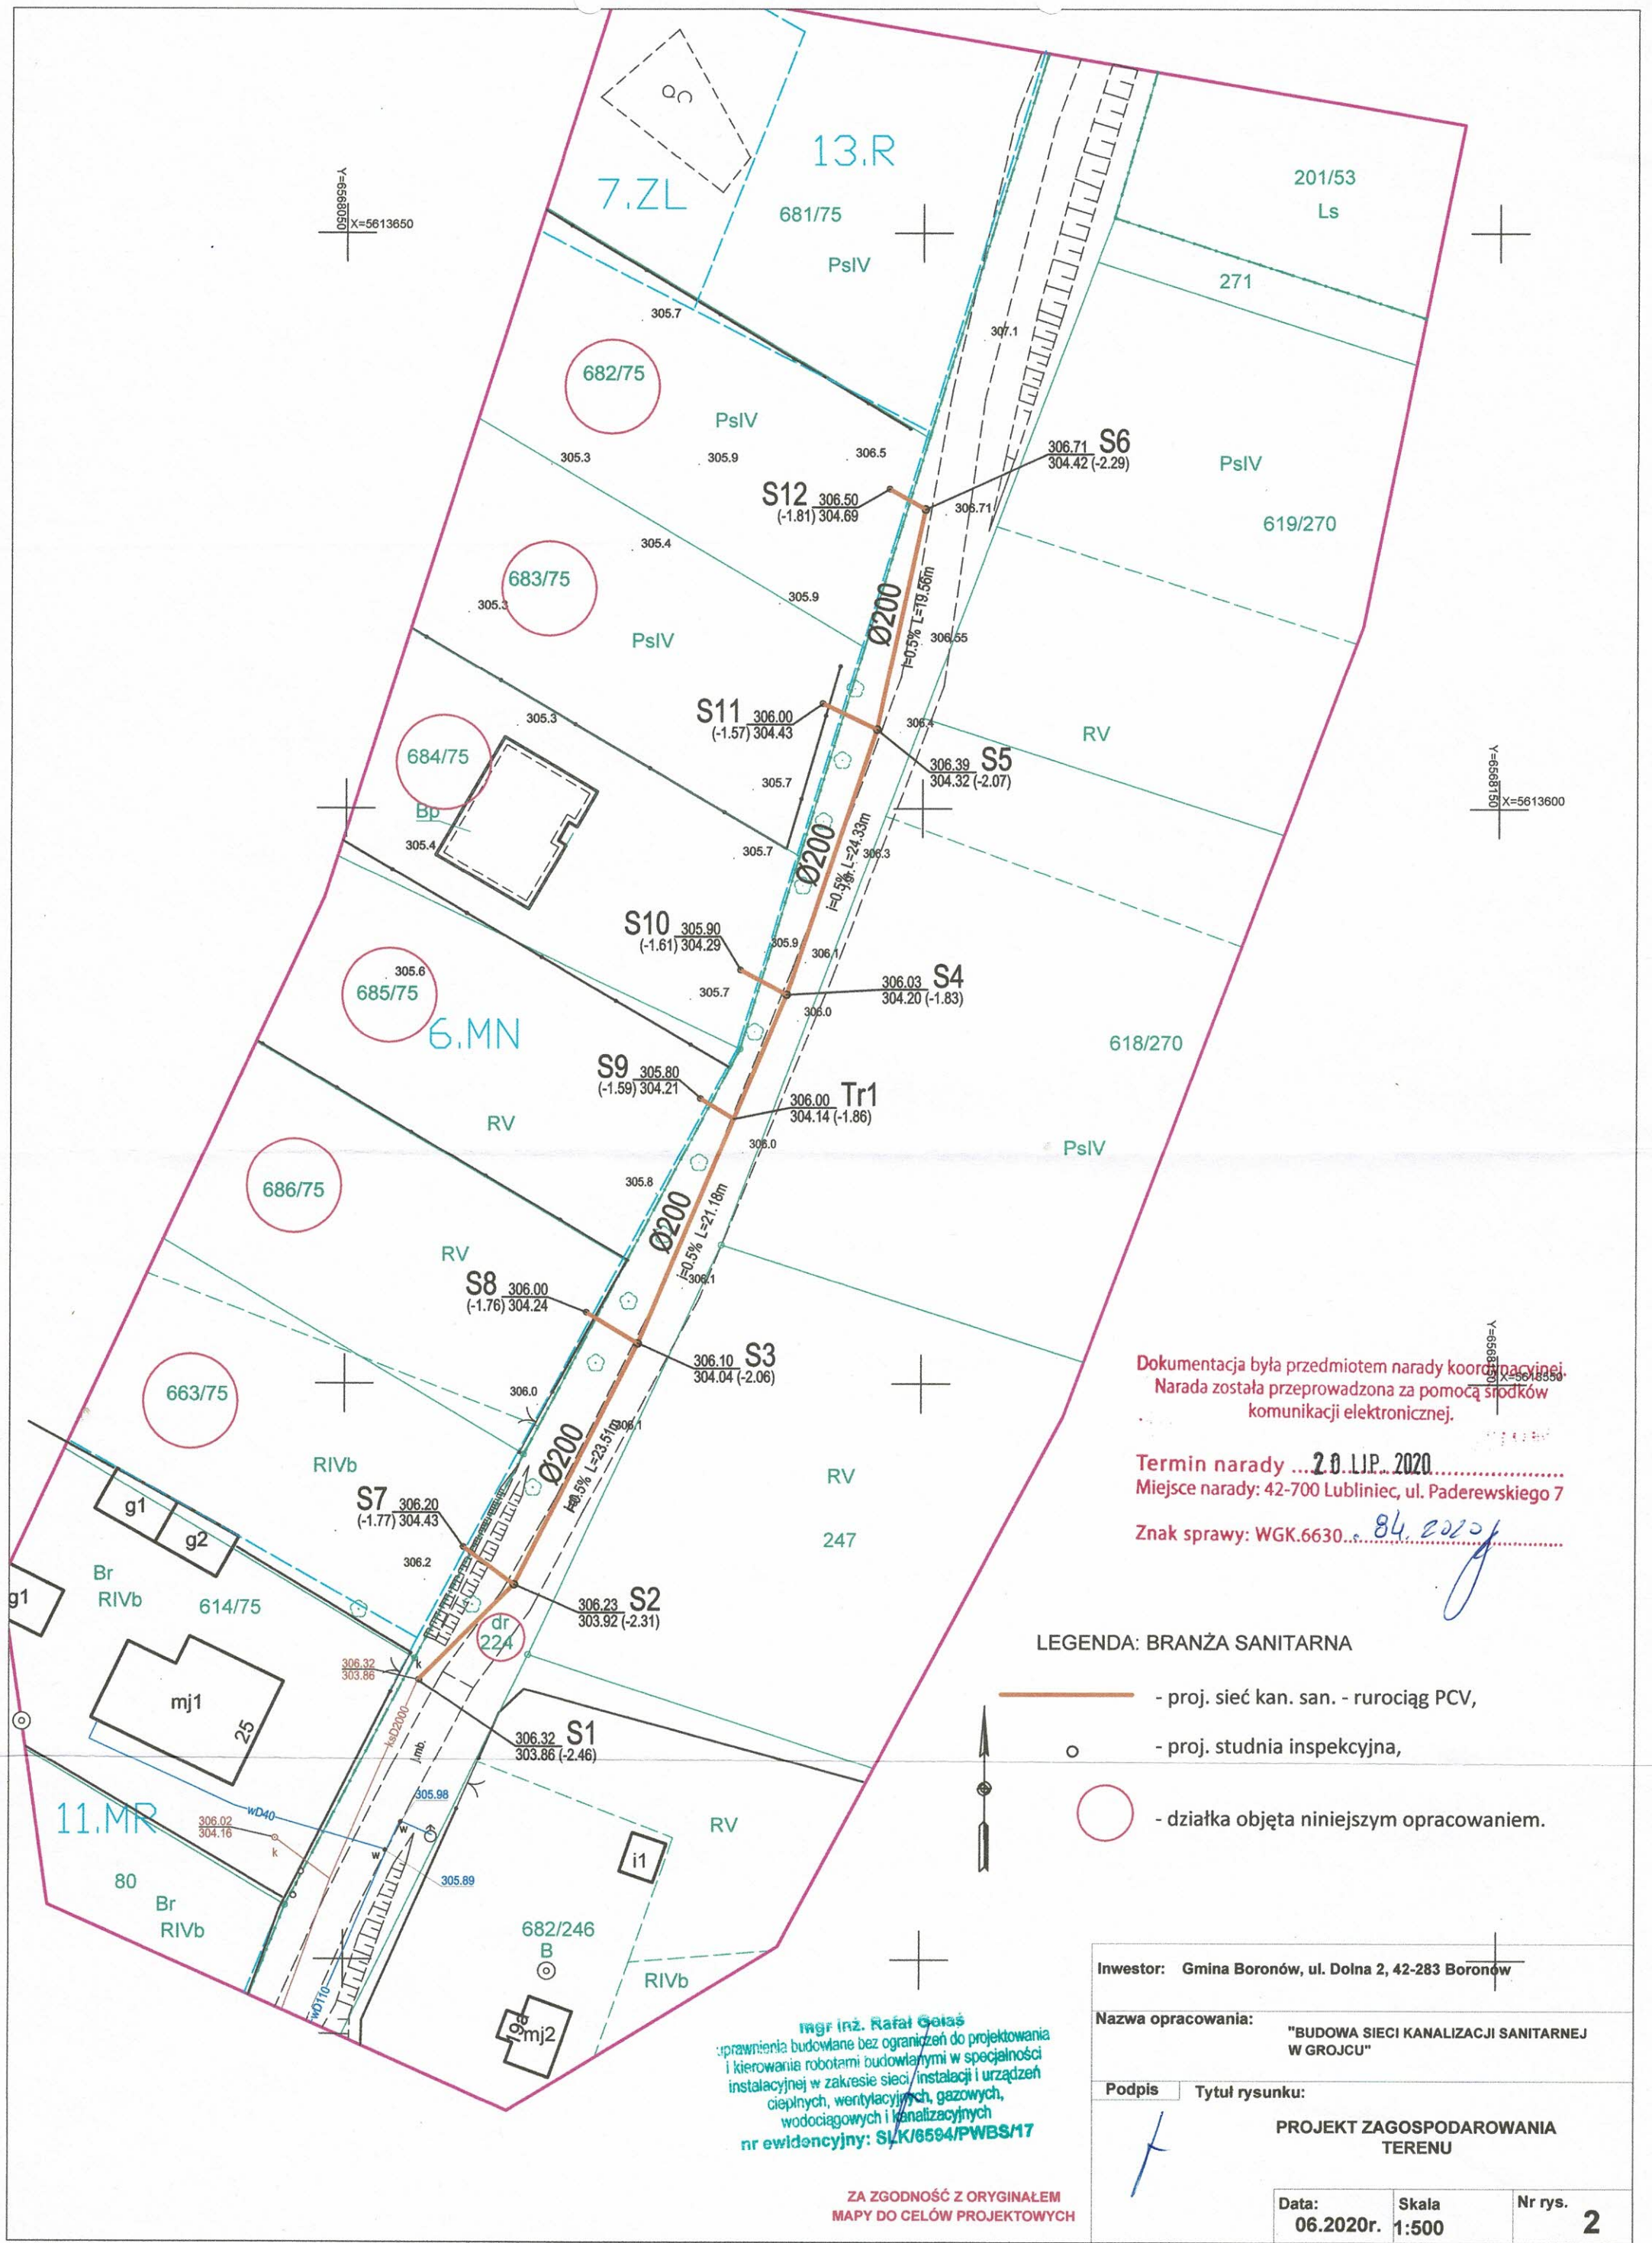 Cp
13.R
7.ZL
681/75
PsIV
201/53
Ls
271
Y=6568050
X=5613650
305.7
307.1
682/75
PsIV
305.3
305.9
306.5
306.71 S6
304.42 (-2.29)
PsIV
619/270
S12 306.50
(-1.81) 304.69
306.71
305.4
683/75
305.3
305.9
PsIV
Ø200
i=0.5% L=19.56m
306.55
S11 306.00
(-1.57) 304.43
305.3
306.4
RV
684/75
Bp
305.4
305.7
306.39 S5
304.32 (-2.07)
Y=6568150
X=5613600
305.7
Ø200
i=0.5% L=24.33m
306.3
S10 305.90
(-1.61) 304.29
305.9
306.1
305.6
685/75
6.MN
305.7
306.03 S4
304.20 (-1.83)
306.0
618/270
S9 305.80
(-1.59) 304.21
306.00 Tr1
304.14 (-1.86)
RV
306.0
PsIV
686/75
305.8
Ø200
i=0.5% L=21.18m
306.1
RV
S8 306.00
(-1.76) 304.24
306.10 S3
304.04 (-2.06)
663/75
306.0
306.1
RIVb
Ø200
i=0.5% L=23.51m
RV
247
S7 306.20
(-1.77) 304.43
g1
g2
306.2
Br
RIVb
g1
614/75
306.23 S2
303.92 (-2.31)
dr
224
306.32
303.86
k
mj1
25
ksD2000
mb.
306.32 S1
303.86 (-2.46)
305.98
wD40
w
w
11.MR
306.02
304.16
k
305.89
RV
i1
80
Br
RIVb
682/246
B
RIVb
wD110
19a
mj2
Dokumentacja była przedmiotem narady koordynacyjnej.
Narada została przeprowadzona za pomocą środków
komunikacji elektronicznej.
Termin narady 20 LIP. 2020
Miejsce narady: 42-700 Lubliniec, ul. Paderewskiego 7
Znak sprawy: WGK.6630. 84.2020
LEGENDA: BRANŻA SANITARNA
- proj. sieć kan. san. - rurociąg PCV,
- proj. studnia inspekcyjna,
- działka objęta niniejszym opracowaniem.
mgr inż. Rafał Golaś
uprawnienia budowlane bez ograniczeń do projektowania
i kierowania robotami budowlanymi w specjalności
instalacyjnej w zakresie sieci, instalacji i urządzeń
cieplnych, wentylacyjnych, gazowych,
wodociągowych i kanalizacyjnych
nr ewidencyjny: SLK/6594/PWBS/17
ZA ZGODNOŚĆ Z ORYGINAŁEM
MAPY DO CELÓW PROJEKTOWYCH
Inwestor: Gmina Boronów, ul. Dolna 2, 42-283 Boronów
Nazwa opracowania:
"BUDOWA SIECI KANALIZACJI SANITARNEJ
W GROJCU"
Podpis
Tytuł rysunku:
PROJEKT ZAGOSPODAROWANIA
TERENU
Data:
06.2020r.
Skala
1:500
Nr rys.
2